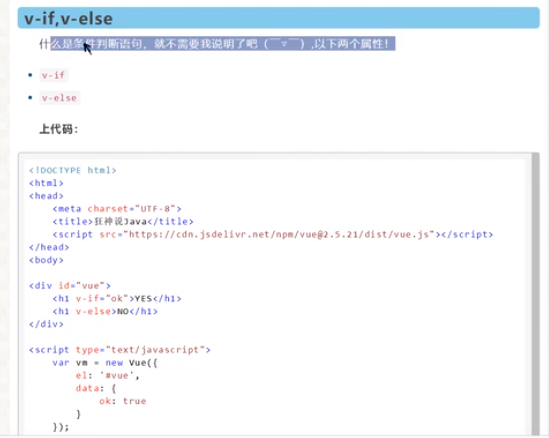 v-if,v-else
什么是条件判断语句，就不需要我说明了吧（￣▽￣）,以下两个属性！
v-if
v-else
上代码：
<!DOCTYPE html>
<html>
<head>
    <meta charset="UTF-8">
    <title>狂神说Java</title>
    <script src="https://cdn.jsdelivr.net/npm/vue@2.5.21/dist/vue.js"></script>
</head>
<body>
<div id="vue">
    <h1 v-if="ok">YES</h1>
    <h1 v-else>NO</h1>
</div>
<script type="text/javascript">
    var vm = new Vue({
        el: '#vue',
        data: {
            ok: true
        }
    });